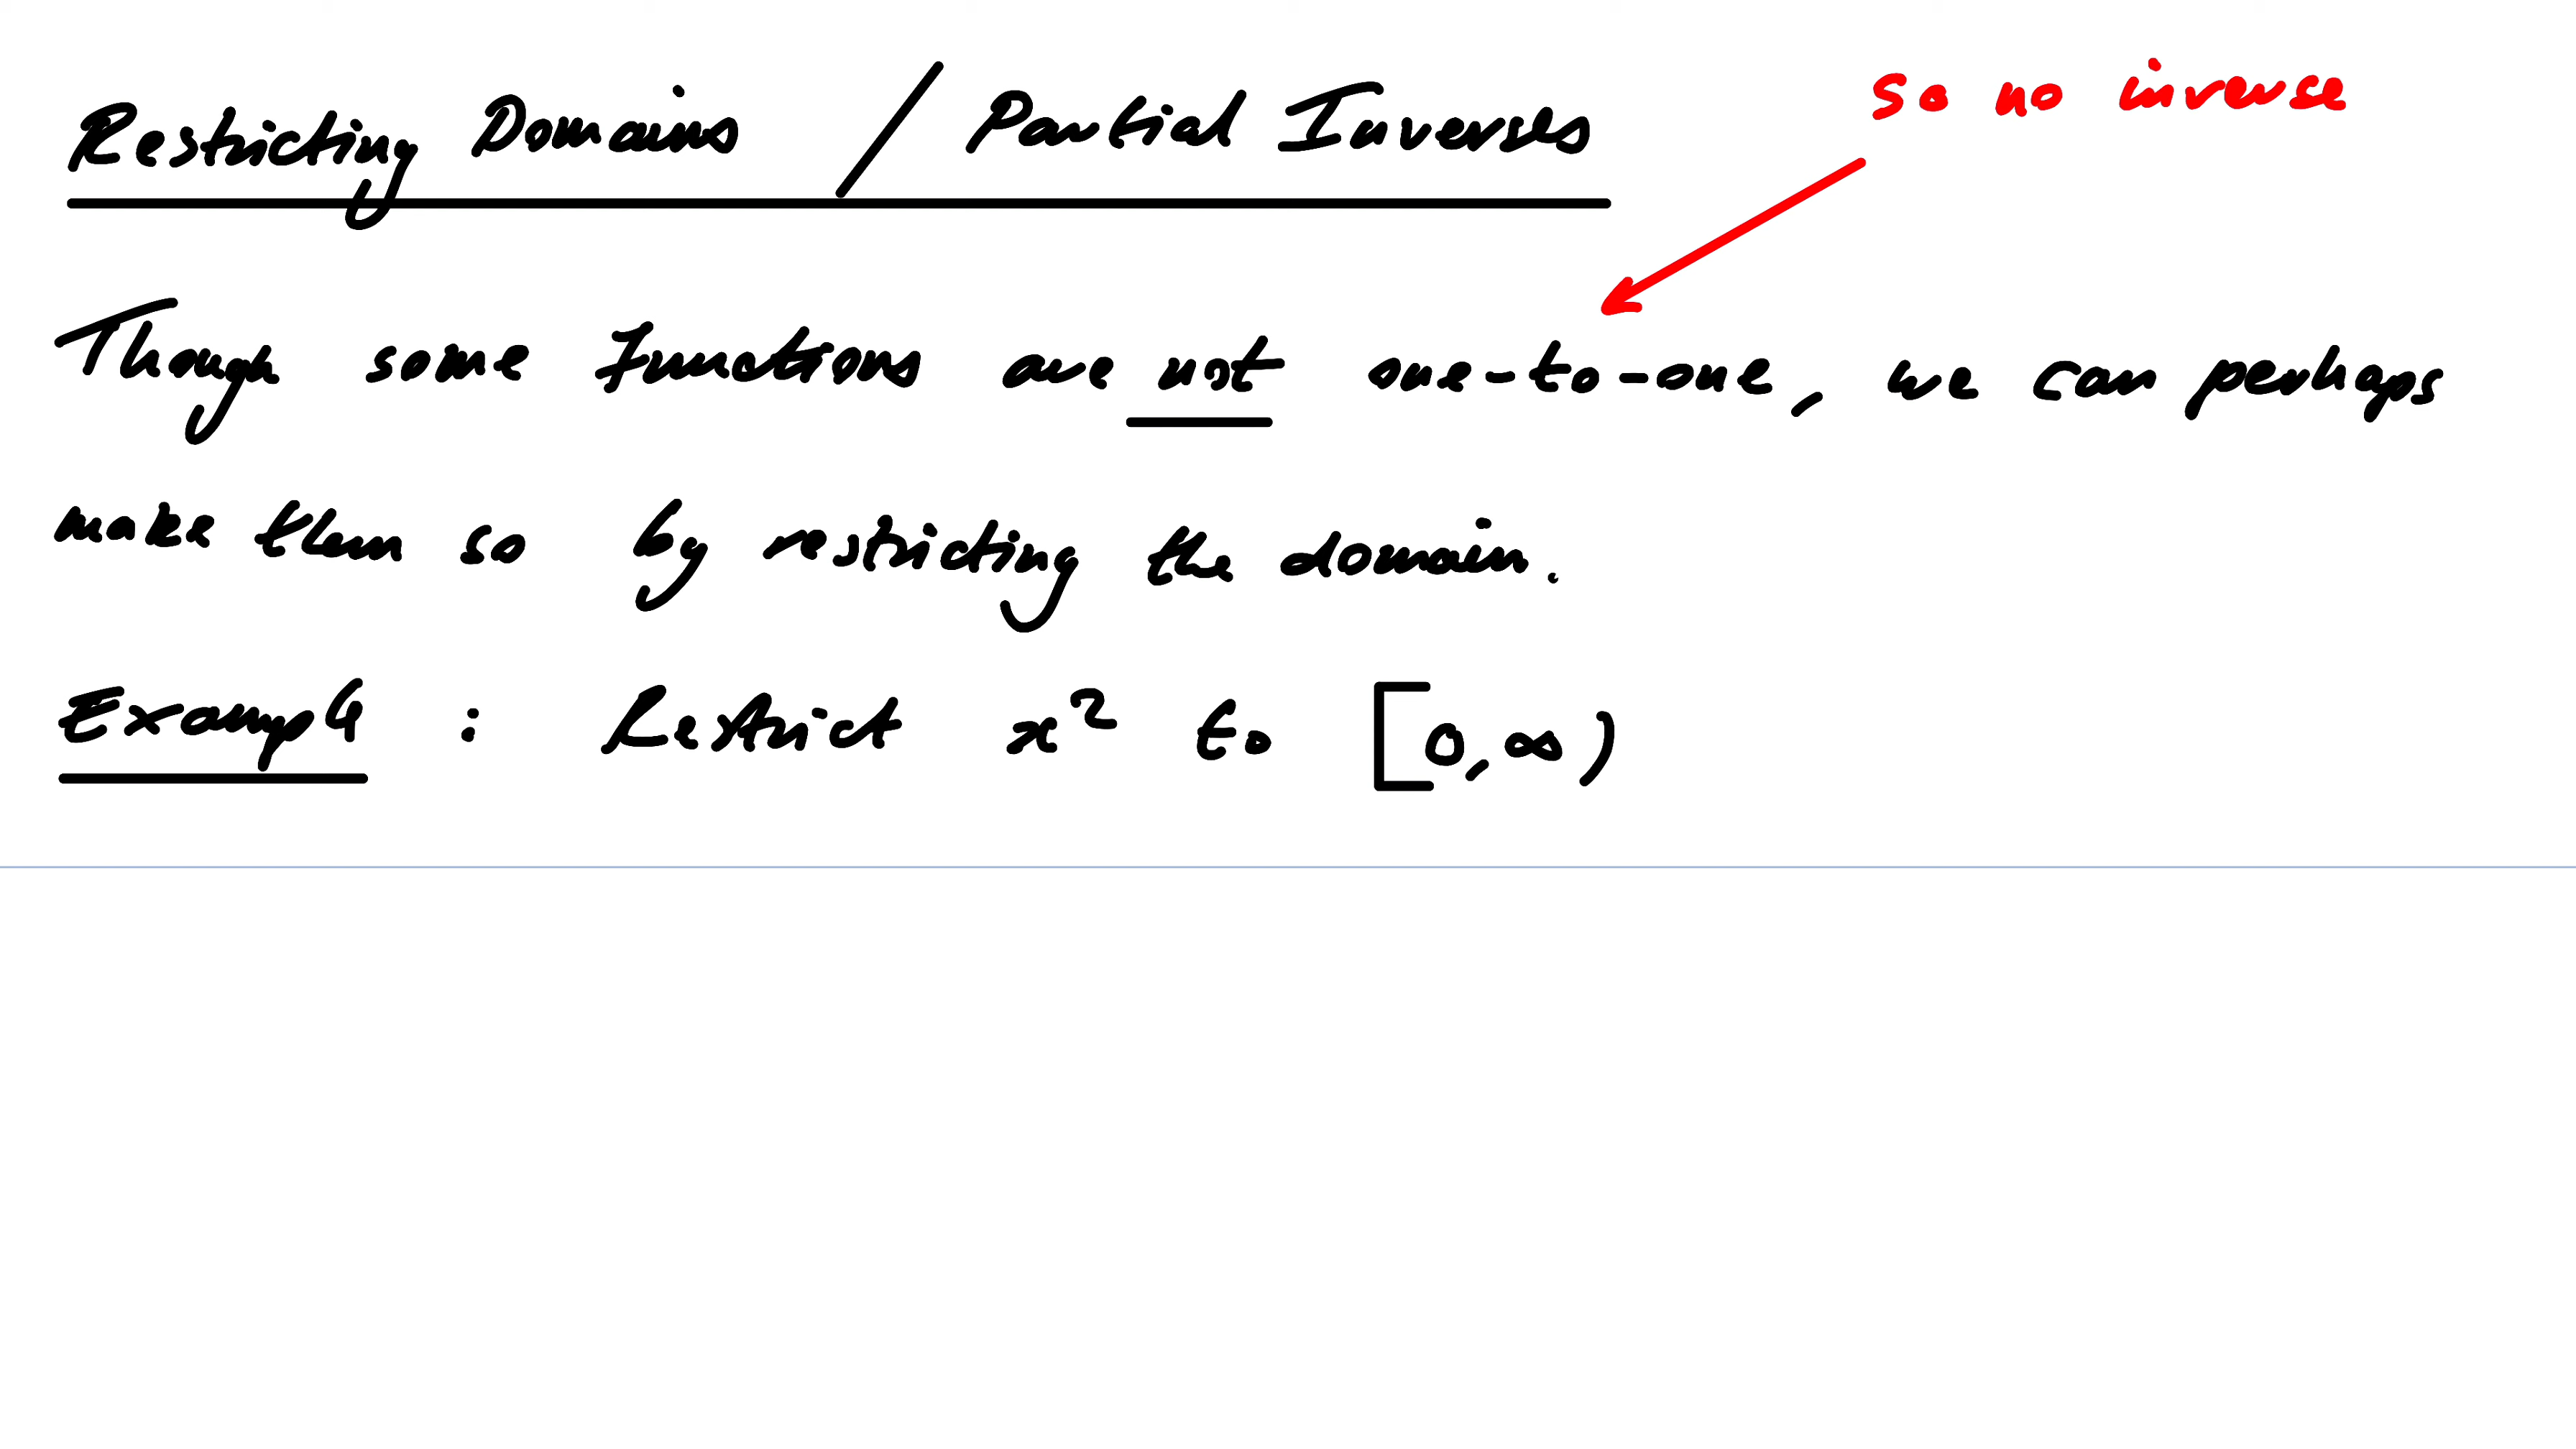 Restricting Domains / Partial Inverses
so no inverse
Though some functions are not one-to-one, we can perhaps
make them so by restricting the domain.
Example : Restrict x² to [0,∞)